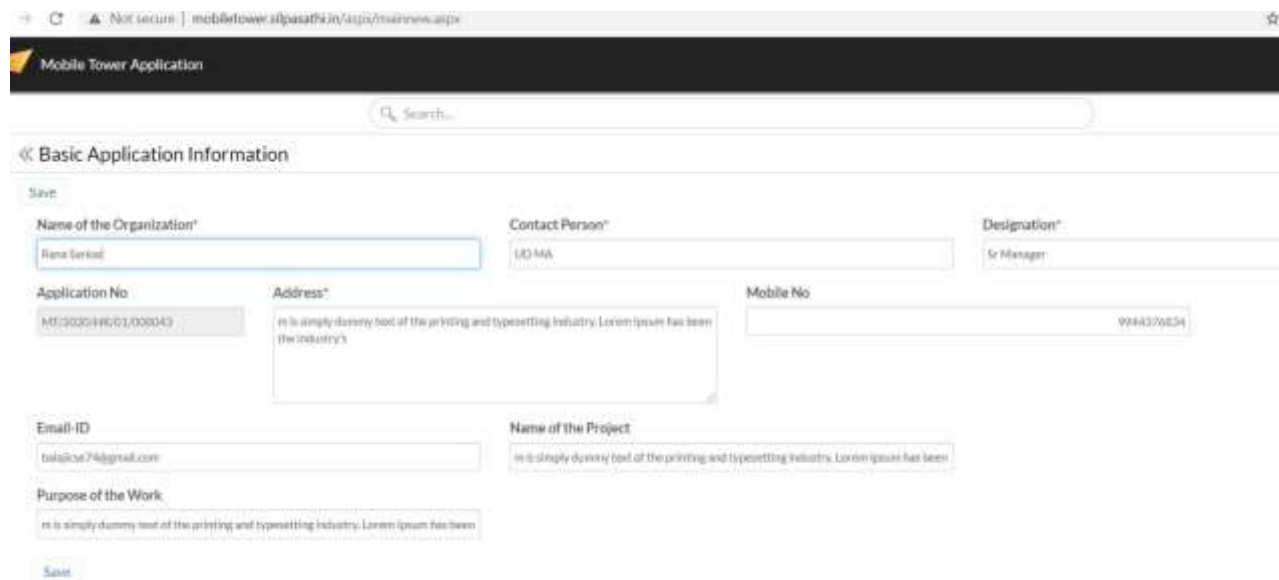 Not secure | mobiletower.silpasathi.in/aspx/mainnew.aspx
Mobile Tower Application
Search...
Basic Application Information
Save
Name of the Organization* Contact Person* Designation*
Rana Sarkar UD MA Sr Manager
Application No Address* Mobile No
m is simply dummy text of the printing and typesetting industry. Lorem Ipsum has been
the industry's
Email-ID Name of the Project
m is simply dummy text of the printing and typesetting industry. Lorem Ipsum has been
Purpose of the Work
m is simply dummy text of the printing and typesetting industry. Lorem Ipsum has been
Save